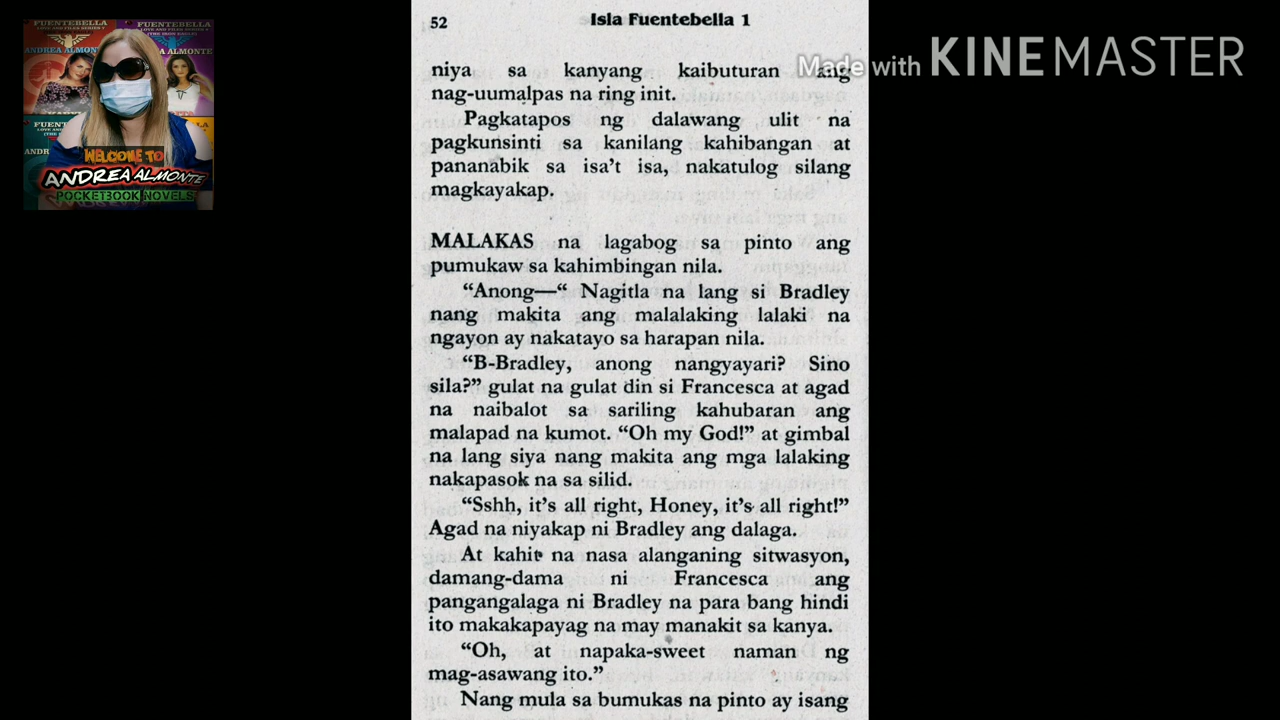 FUENTEBELLA
FUENTEBELLA
ANDREA ALMONTE
WELCOME TO
ANDREA ALMONTE
POCKETBOOK NOVELS
Made with KINEMASTER
52 Isla Fuentebella 1
niya sa kanyang kaibuturan ang
nag-uumalpas na ring init.
Pagkatapos ng dalawang ulit na
pagkunsinti sa kanilang kahibangan at
pananabik sa isa't isa, nakatulog silang
magkayakap.
MALAKAS na lagabog sa pinto ang
pumukaw sa kahimbingan nila.
“Anong—“ Nagitla na lang si Bradley
nang makita ang malalaking lalaki na
ngayon ay nakatayo sa harapan nila.
“B-Bradley, anong nangyayari? Sino
sila?” gulat na gulat din si Francesca at agad
na naibalot sa sariling kahubaran ang
malapad na kumot. “Oh my God!” at gimbal
na lang siya nang makita ang mga lalaking
nakapasok na sa silid.
“Sshh, it's all right, Honey, it's all right!”
Agad na niyakap ni Bradley ang dalaga.
At kahit na nasa alanganing sitwasyon,
damang-dama ni Francesca ang
pangangalaga ni Bradley na para bang hindi
ito makakapayag na may manakit sa kanya.
“Oh, at napaka-sweet naman ng
mag-asawang ito.”
Nang mula sa bumukas na pinto ay isang